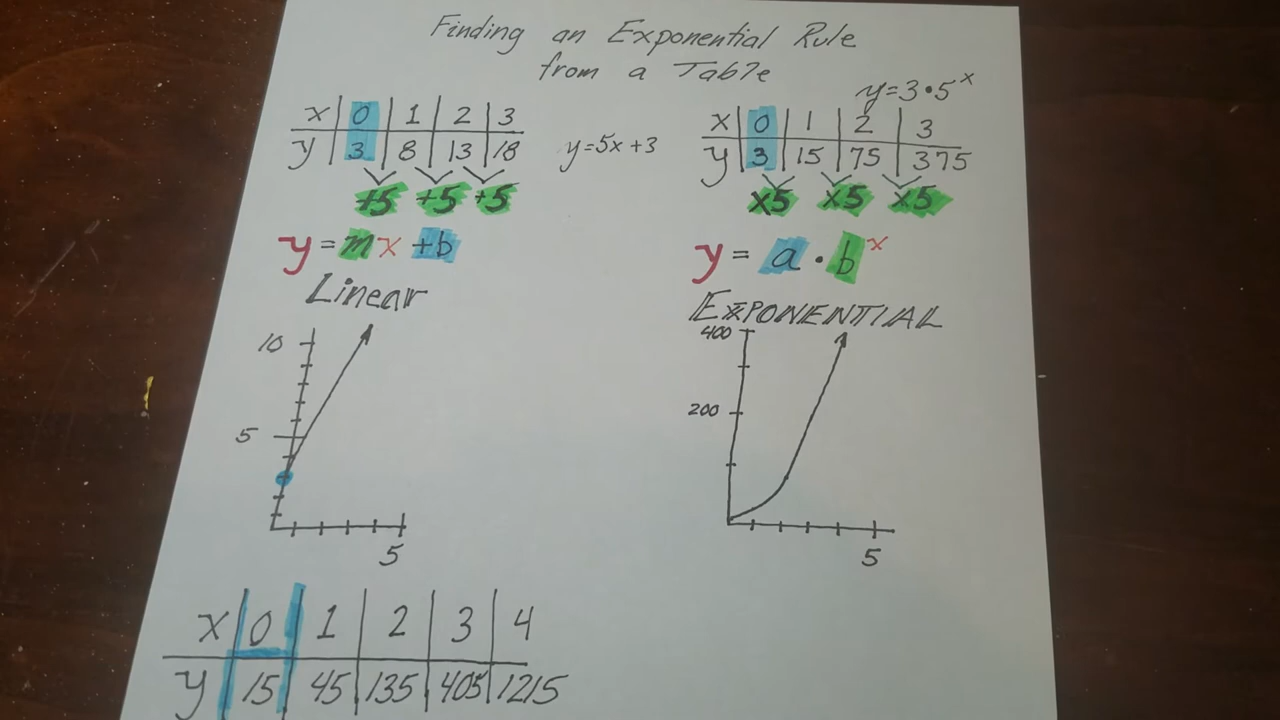 Finding an Exponential Rule
from a Table
x 0 1 2 3
y 3 8 13 18
+5 +5 +5
y=5x+3
y=mx+b
Linear
10
5
5
y=3•5^x
x 0 1 2 3
y 3 15 75 375
x5 x5 x5
y=a•b^x
EXPONENTIAL
400
200
5
x 0 1 2 3 4
y 15 45 135 405 1215